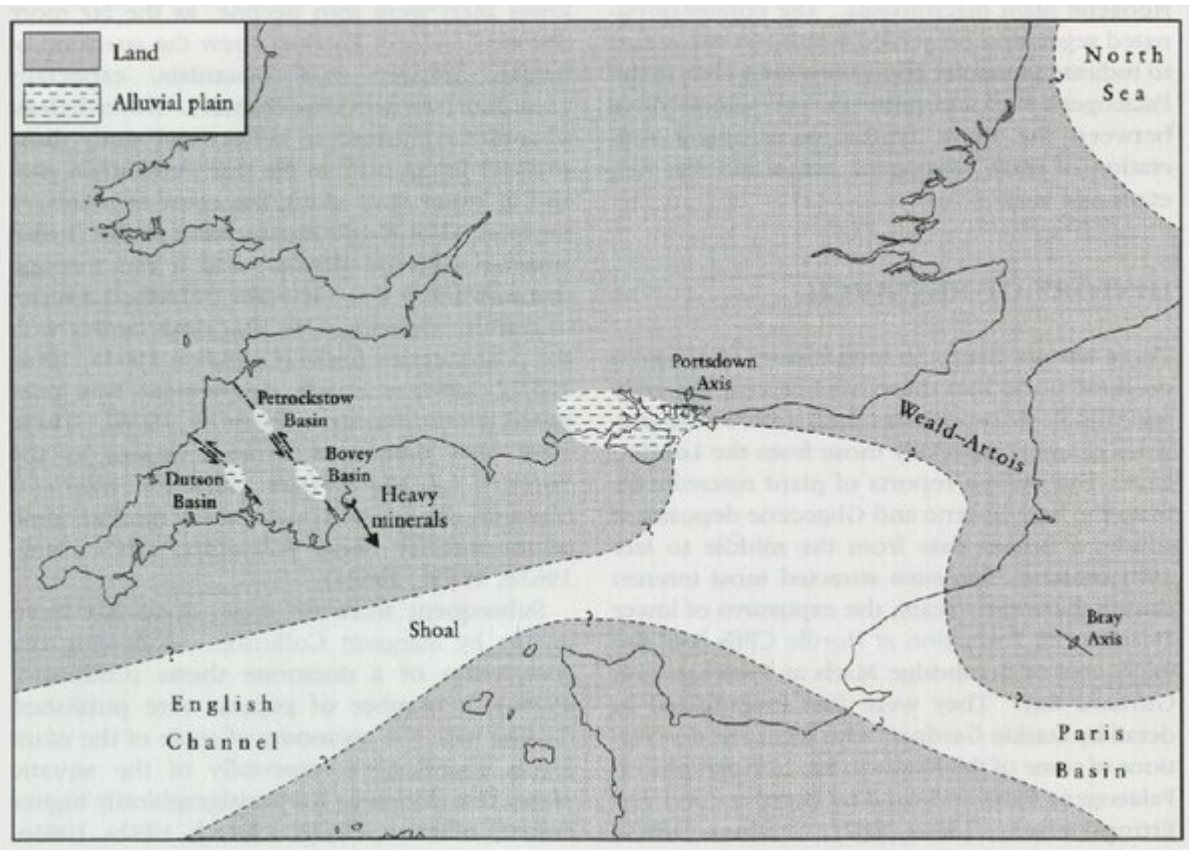 Land
Alluvial plain
North
Sea
Portsdown
Axis
Petrockstow
Basin
Weald–Artois
Bovey
Basin
Dutson
Basin
Heavy
minerals
Shoal
?
?
?
?
?
?
Bray
Axis
English
Channel
Paris
Basin